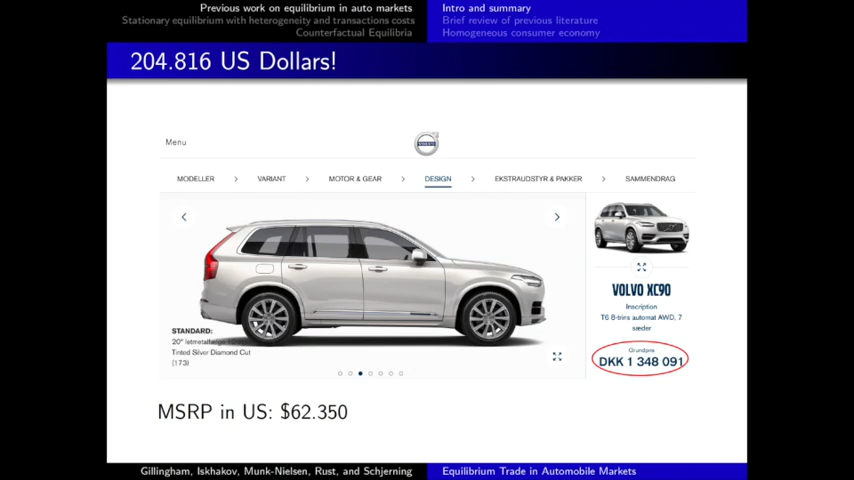 Previous work on equilibrium in auto markets
Stationary equilibrium with heterogeneity and transactions costs
Counterfactual Equilibria
Intro and summary
Brief review of previous literature
Homogeneous consumer economy
204.816 US Dollars!
Menu
VOLVO
MODELLER > VARIANT > MOTOR & GEAR > DESIGN > EKSTRAUDSTYR & PAKKER > SAMMENDRAG
STANDARD:
20"
Tinted Silver Diamond Cut
(173)
VOLVO XC90
Inscription
T6 8-trins automat AWD, 7
sæder
Grundpris
DKK 1 348 091
MSRP in US: $62.350
Gillingham, Iskhakov, Munk-Nielsen, Rust, and Schjerning
Equilibrium Trade in Automobile Markets